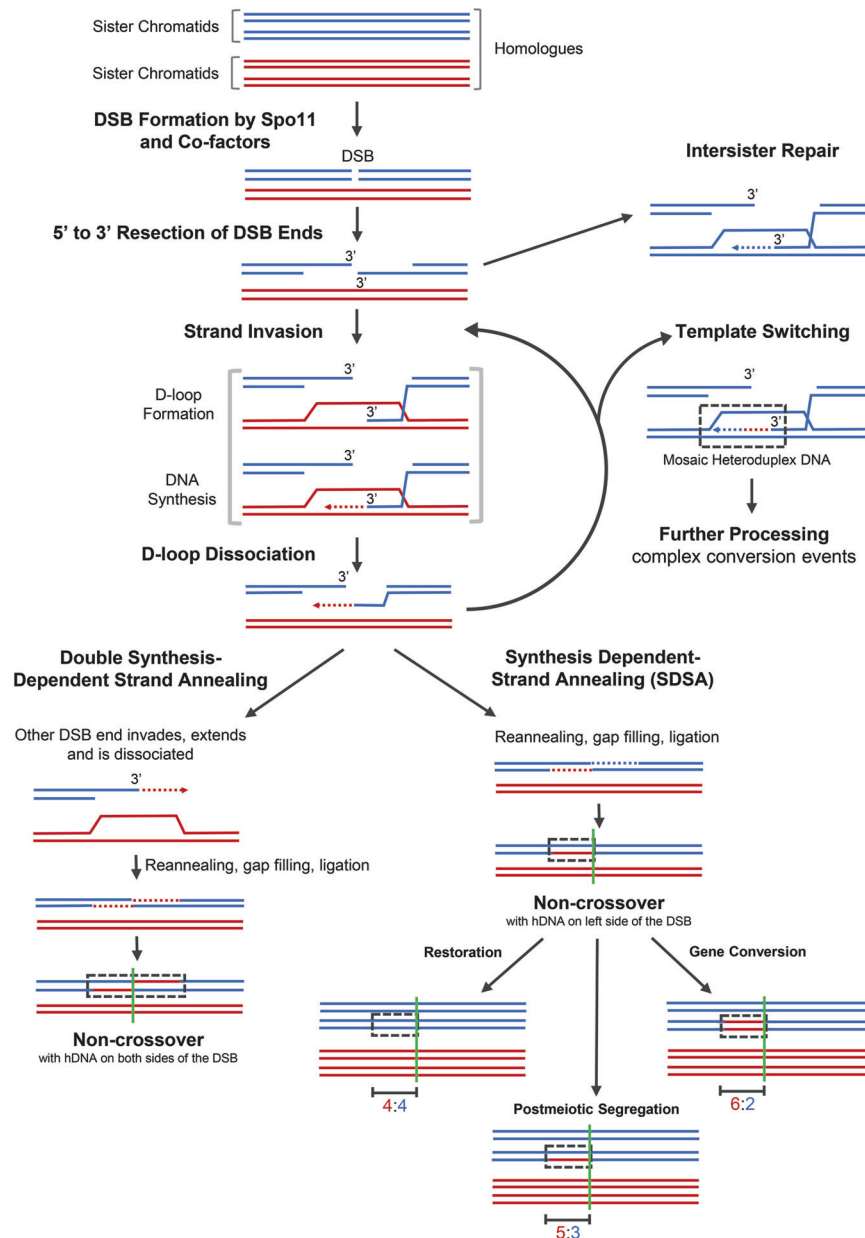 Sister Chromatids
Sister Chromatids
Homologues
DSB Formation by Spo11
and Co-factors
DSB
5’ to 3’ Resection of DSB Ends
3’
3’
Intersister Repair
3’
3’
Strand Invasion
D-loop
Formation
3’
3’
DNA
Synthesis
3’
3’
Template Switching
3’
3’
Mosaic Heteroduplex DNA
Further Processing
complex conversion events
D-loop Dissociation
3’
Double Synthesis-
Dependent Strand Annealing
Other DSB end invades, extends
and is dissociated
3’
Reannealing, gap filling, ligation
Non-crossover
with hDNA on both sides of the DSB
Synthesis Dependent-
Strand Annealing (SDSA)
Reannealing, gap filling, ligation
Non-crossover
with hDNA on left side of the DSB
Restoration
Gene Conversion
4:4
6:2
Postmeiotic Segregation
5:3